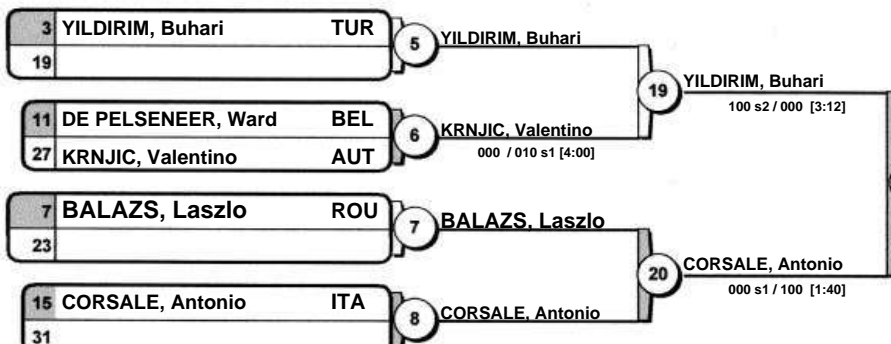 3 YILDIRIM, Buhari TUR
19
5
YILDIRIM, Buhari
11 DE PELSENEER, Ward BEL
27 KRNJIC, Valentino AUT
6
KRNJIC, Valentino
000 / 010 s1 [4:00]
19
YILDIRIM, Buhari
100 s2 / 000 [3:12]
7 BALAZS, Laszlo ROU
23
7
BALAZS, Laszlo
15 CORSALE, Antonio ITA
31
8
CORSALE, Antonio
20
CORSALE, Antonio
000 s1 / 100 [1:40]